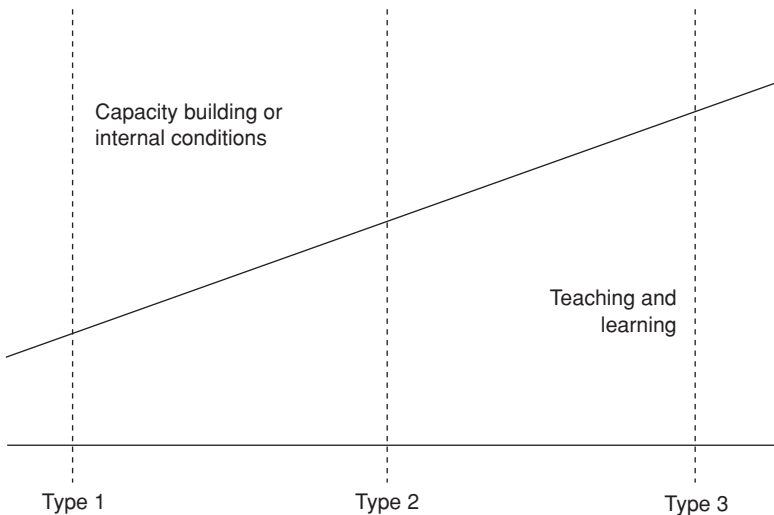 Capacity building or
internal conditions
Teaching and
learning
Type 1
Type 2
Type 3